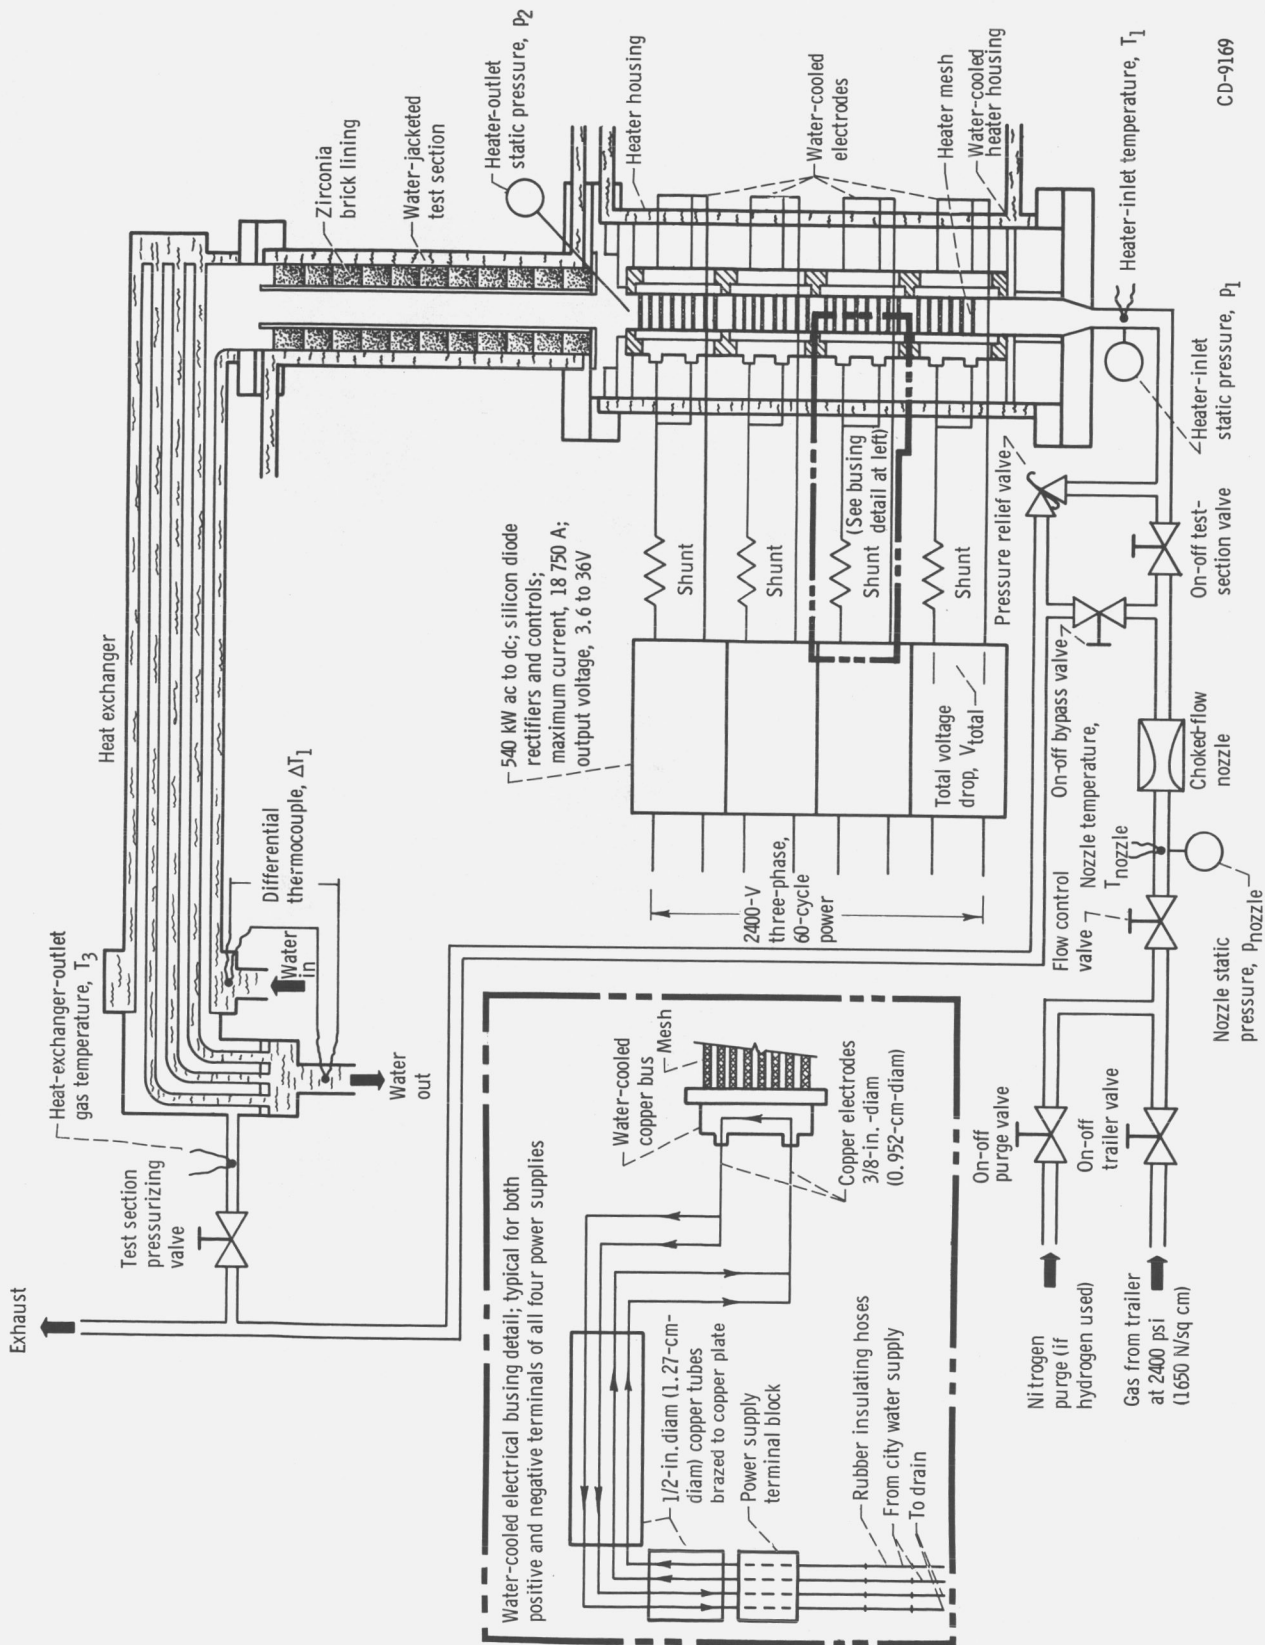 Exhaust
Test section
pressurizing
valve
Heat-exchanger-outlet
gas temperature, T3
Heat exchanger
Differential
thermocouple, ΔT1
Water
in
Water
out
Zirconia
brick lining
Water-jacketed
test section
Heater-outlet
static pressure, p2
Heater housing
Water-cooled
electrodes
Heater mesh
Water-cooled
heater housing
Heater-inlet temperature, T1
Heater-inlet
static pressure, p1
540 kW ac to dc; silicon diode
rectifiers and controls;
maximum current, 18 750 A;
output voltage, 3.6 to 36V
Shunt
Shunt
Shunt
Shunt
(See busing
detail at left)
Total voltage
drop, Vtotal
2400-V
three-phase,
60-cycle
power
Pressure relief valve
On-off bypass valve
On-off test-
section valve
Choked-flow
nozzle
Nozzle temperature,
Tnozzle
Flow control
valve
Nozzle static
pressure, pnozzle
On-off
purge valve
On-off
trailer valve
Nitrogen
purge (if
hydrogen used)
Gas from trailer
at 2400 psi
(1650 N/sq cm)
Water-cooled electrical busing detail; typical for both
positive and negative terminals of all four power supplies
Water-cooled
copper bus
Mesh
Copper electrodes
3/8-in.-diam
(0.952-cm-diam)
1/2-in.diam (1.27-cm-
diam) copper tubes
brazed to copper plate
Power supply
terminal block
Rubber insulating hoses
From city water supply
To drain
CD-9169